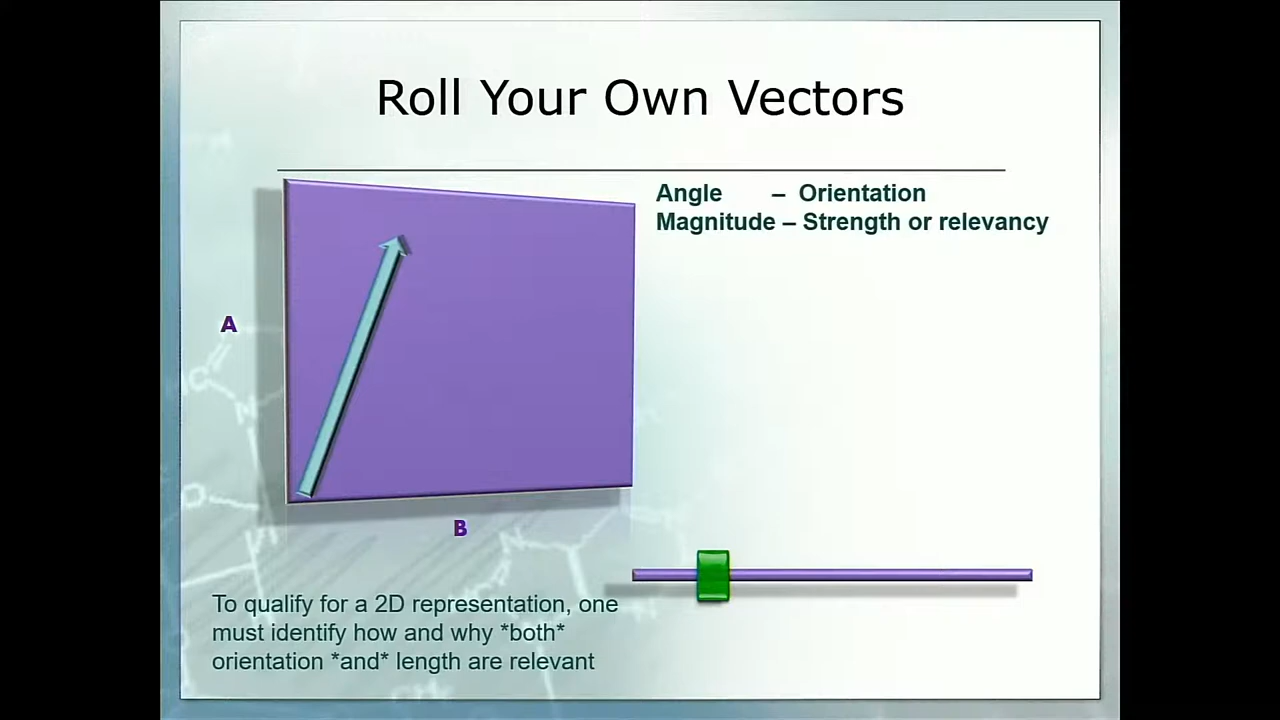 Roll Your Own Vectors
Angle – Orientation
Magnitude – Strength or relevancy
A
B
To qualify for a 2D representation, one
must identify how and why *both*
orientation *and* length are relevant